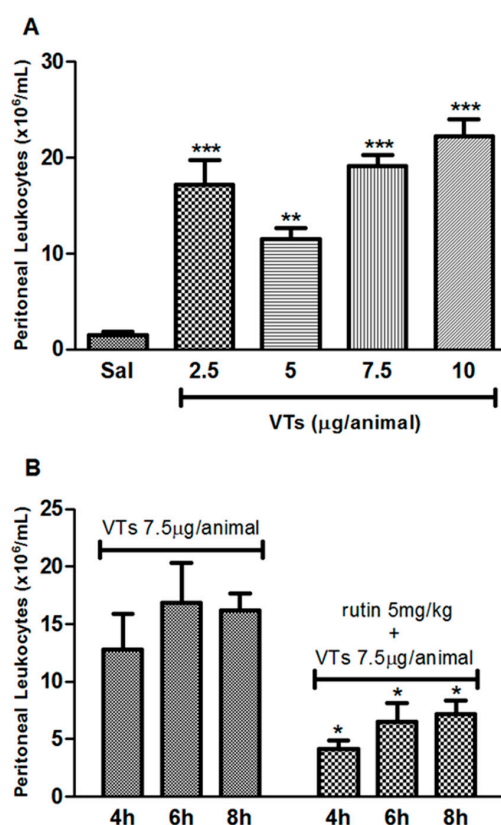 A
Peritoneal Leukocytes (x10⁶/mL)
30
20
10
0
***
**
***
***
Sal
2.5
5
7.5
10
VTs (μg/animal)
B
Peritoneal Leukocytes (x10⁶/mL)
25
20
15
10
5
0
VTs 7.5μg/animal
rutin 5mg/kg
+
VTs 7.5μg/animal
*
*
*
4h
6h
8h
4h
6h
8h